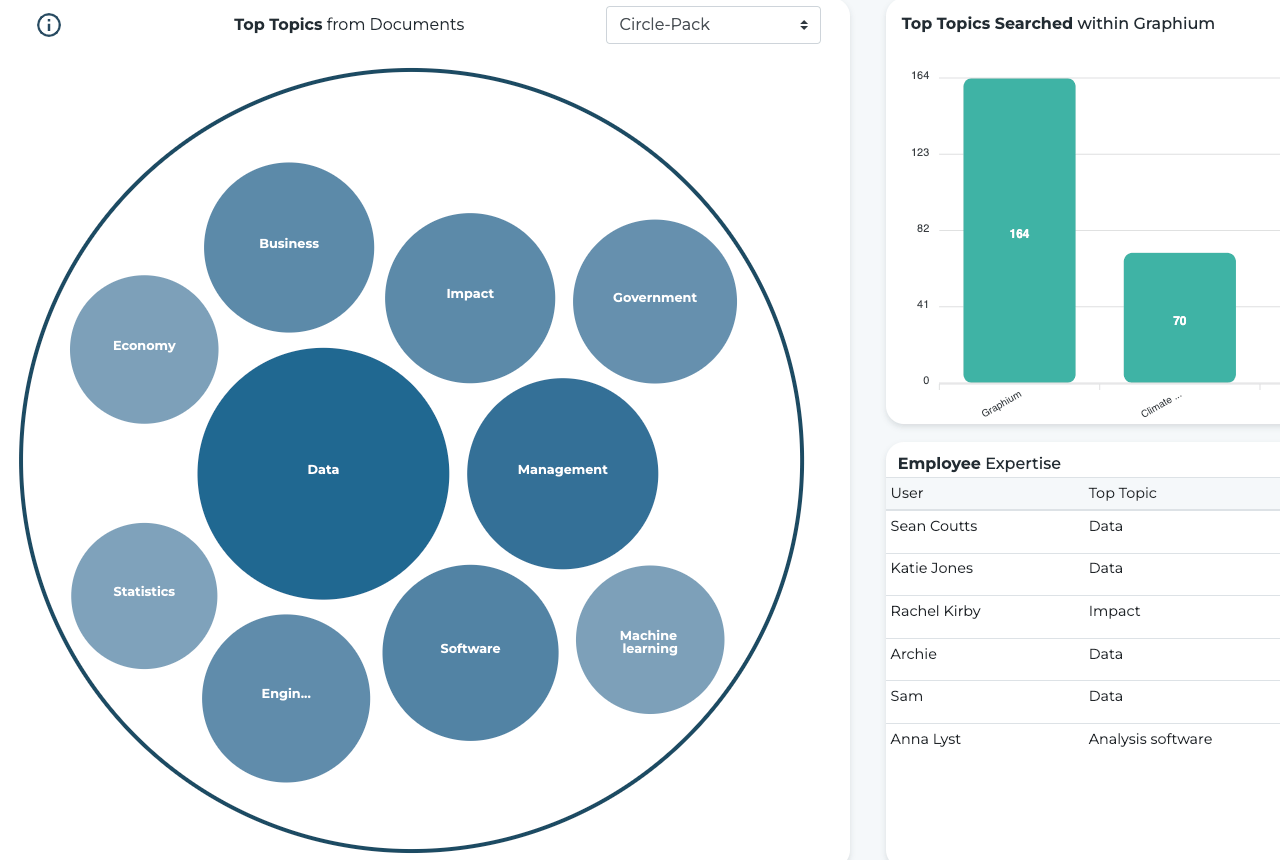 Top Topics from Documents
Circle-Pack
Business
Impact
Government
Economy
Data
Management
Statistics
Software
Machine
learning
Engin...
Top Topics Searched within Graphium
164
123
82
41
0
164
70
Graphium
Climate ...
Employee Expertise
User Top Topic
Sean Coutts Data
Katie Jones Data
Rachel Kirby Impact
Archie Data
Sam Data
Anna Lyst Analysis software